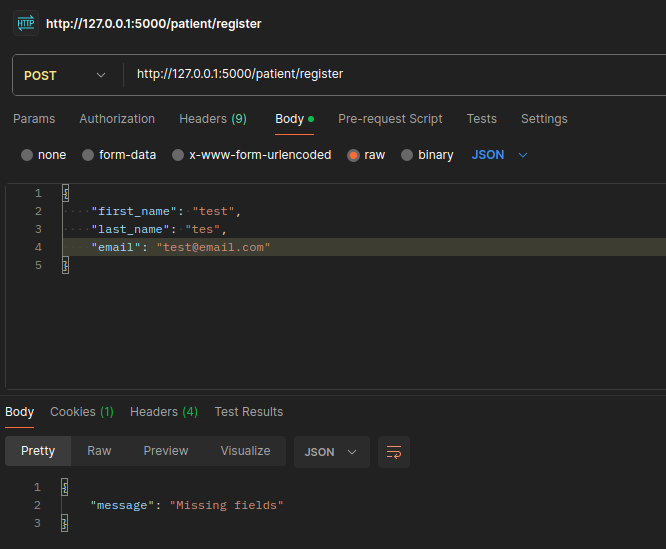 HTTP http://127.0.0.1:5000/patient/register
POST http://127.0.0.1:5000/patient/register
Params Authorization Headers (9) Body Pre-request Script Tests Settings
none form-data x-www-form-urlencoded raw binary JSON
1 {
2 "first_name": "test",
3 "last_name": "tes",
4 "email": "test@email.com"
5 }
Body Cookies (1) Headers (4) Test Results
Pretty Raw Preview Visualize JSON
1 {
2 "message": "Missing fields"
3 }